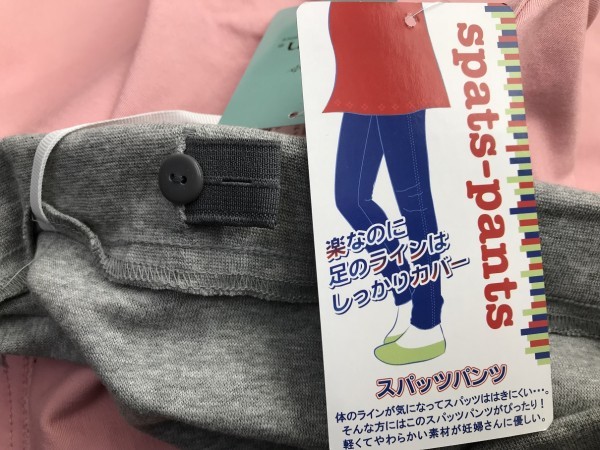 spats-pants
楽なのに
足のラインは
しっかりカバー
スパッツパンツ
体のラインが気になってスパッツははきにくい…。
そんな方にはこのスパッツパンツがぴったり！
軽くてやわらかい素材が妊婦さんに優しい。